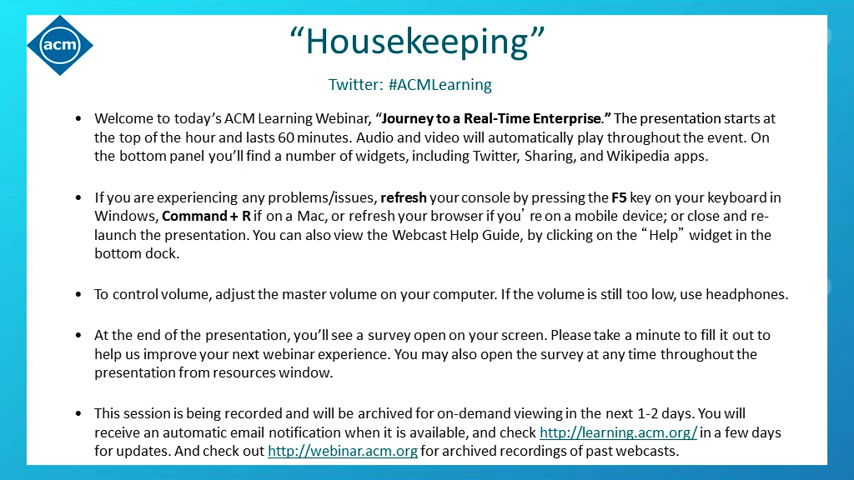 acm
“Housekeeping”
Twitter: #ACMLearning
• Welcome to today’s ACM Learning Webinar, “Journey to a Real-Time Enterprise.” The presentation starts at
the top of the hour and lasts 60 minutes. Audio and video will automatically play throughout the event. On
the bottom panel you’ll find a number of widgets, including Twitter, Sharing, and Wikipedia apps.
• If you are experiencing any problems/issues, refresh your console by pressing the F5 key on your keyboard in
Windows, Command + R if on a Mac, or refresh your browser if you’re on a mobile device; or close and re-
launch the presentation. You can also view the Webcast Help Guide, by clicking on the “Help” widget in the
bottom dock.
• To control volume, adjust the master volume on your computer. If the volume is still too low, use headphones.
• At the end of the presentation, you’ll see a survey open on your screen. Please take a minute to fill it out to
help us improve your next webinar experience. You may also open the survey at any time throughout the
presentation from resources window.
• This session is being recorded and will be archived for on-demand viewing in the next 1-2 days. You will
receive an automatic email notification when it is available, and check http://learning.acm.org/ in a few days
for updates. And check out http://webinar.acm.org for archived recordings of past webcasts.